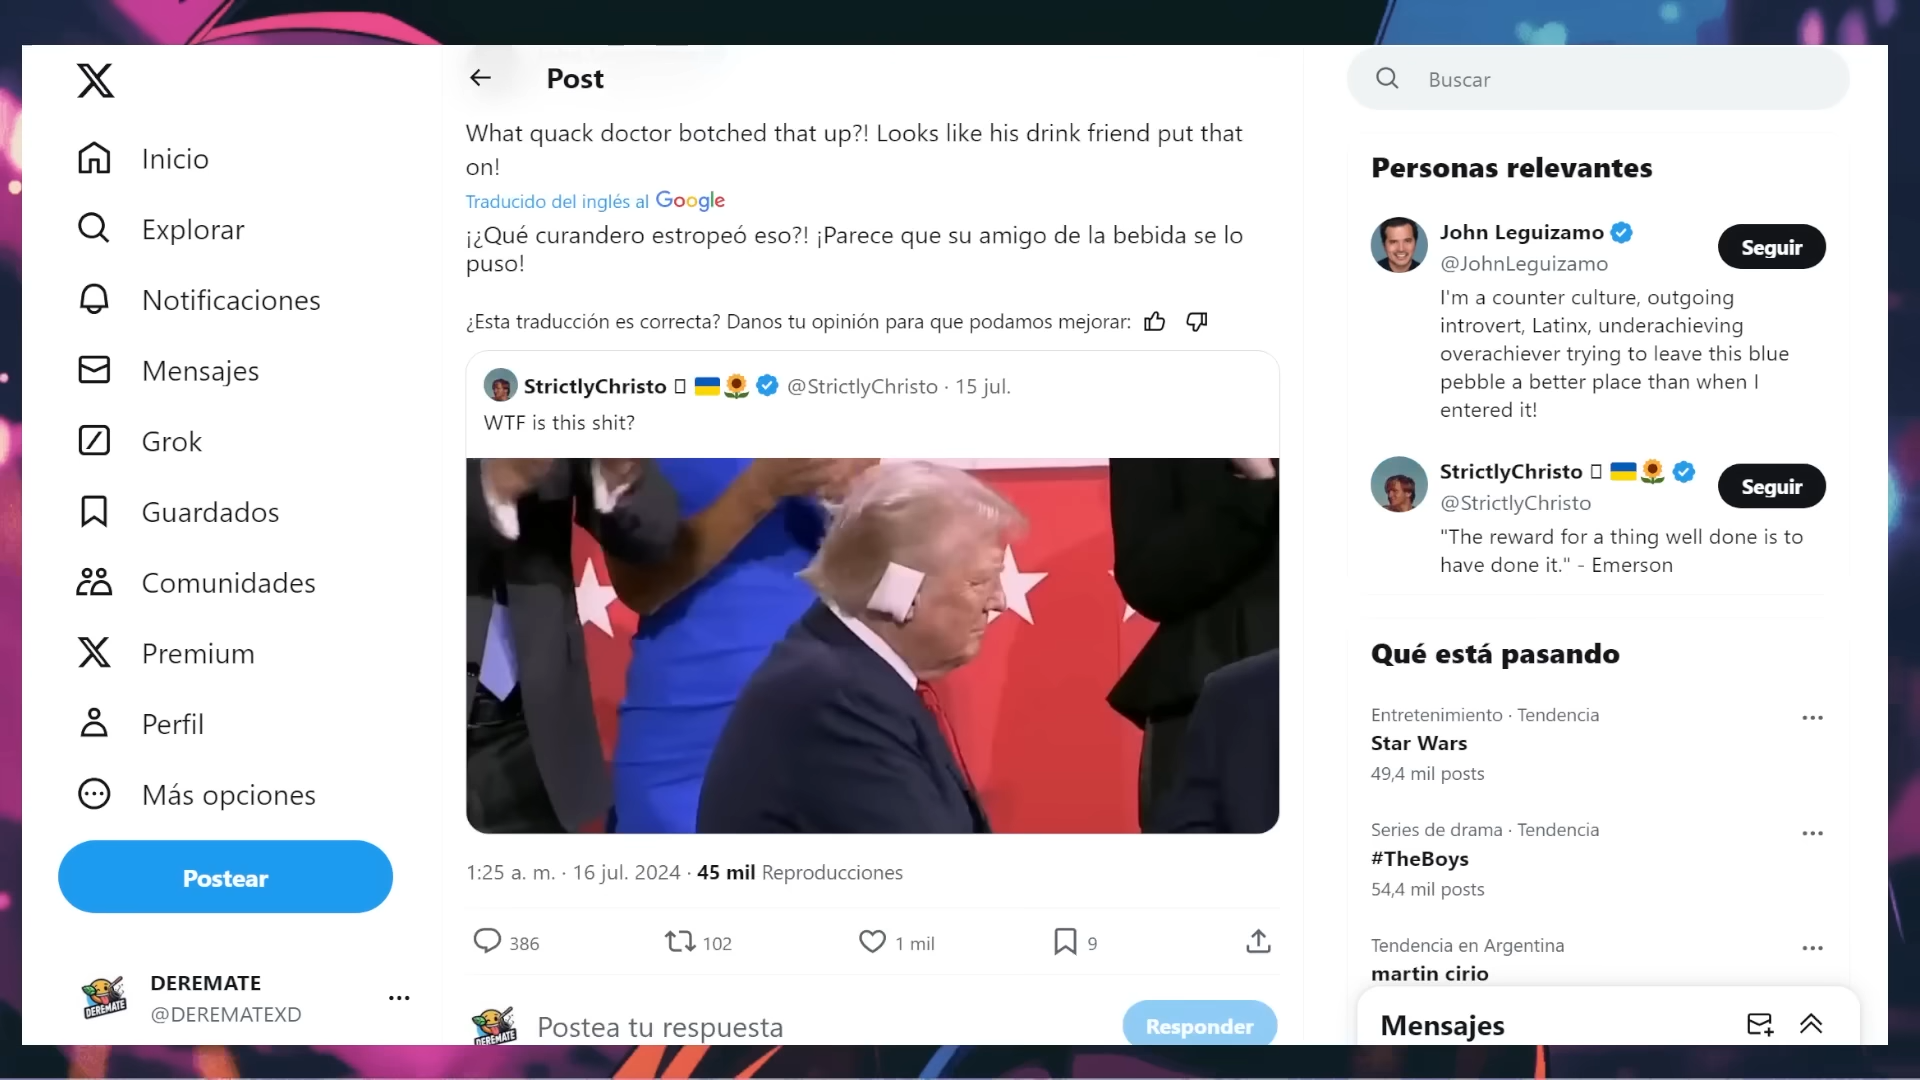 Inicio
Explorar
Notificaciones
Mensajes
Grok
Guardados
Comunidades
Premium
Perfil
Más opciones
Postear
DEREMATE
@DEREMATEXD
Post
What quack doctor botched that up?! Looks like his drink friend put that
on!
Traducido del inglés al Google
¡¿Qué curandero estropeó eso?! ¡Parece que su amigo de la bebida se lo
puso!
¿Esta traducción es correcta? Danos tu opinión para que podamos mejorar:
StrictlyChristo 🇺🇦🌻 @StrictlyChristo · 15 jul.
WTF is this shit?
1:25 a. m. · 16 jul. 2024 · 45 mil Reproducciones
386 102 1 mil 9
DEREMATE
Postea tu respuesta
Responder
Buscar
Personas relevantes
John Leguizamo
@JohnLeguizamo
Seguir
I'm a counter culture, outgoing
introvert, Latinx, underachieving
overachiever trying to leave this blue
pebble a better place than when I
entered it!
StrictlyChristo 🇺🇦🌻
@StrictlyChristo
Seguir
"The reward for a thing well done is to
have done it." - Emerson
Qué está pasando
Entretenimiento · Tendencia
Star Wars
49,4 mil posts
Series de drama · Tendencia
#TheBoys
54,4 mil posts
Tendencia en Argentina
martin cirio
Mensajes